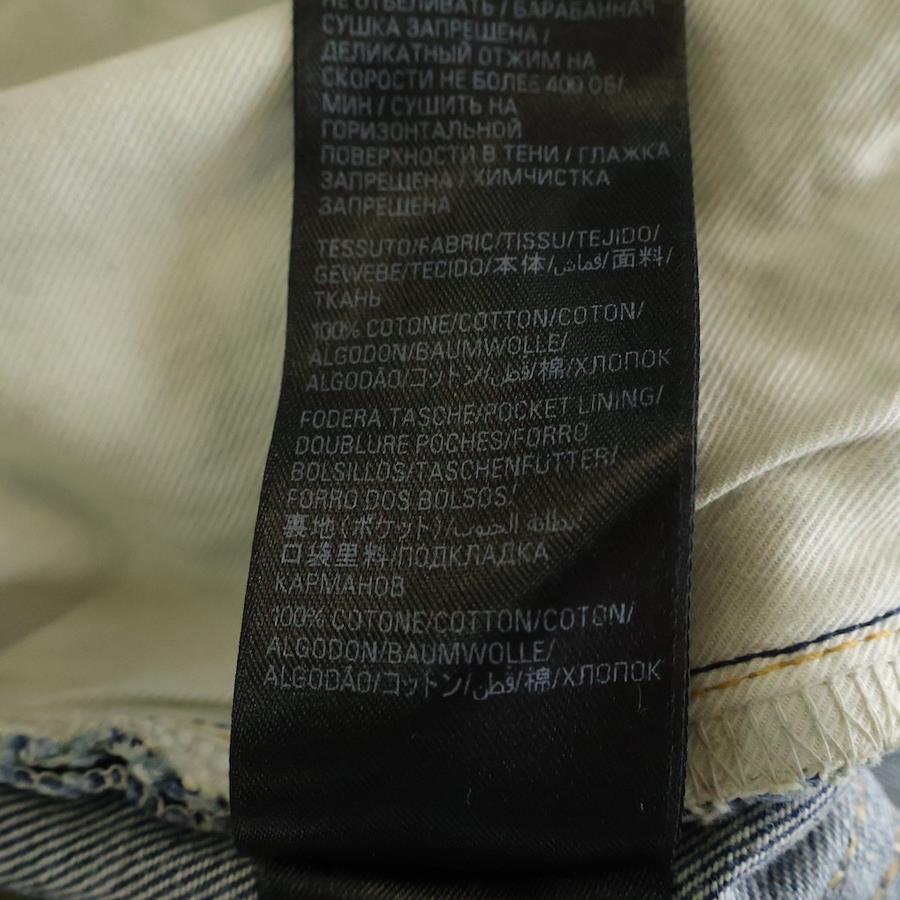 НЕ ОТБЕЛИВАТЬ / БАРАБАННАЯ
СУШКА ЗАПРЕЩЕНА /
ДЕЛИКАТНЫЙ ОТЖИМ НА
СКОРОСТИ НЕ БОЛЕЕ 400 ОБ/
МИН / СУШИТЬ НА
ГОРИЗОНТАЛЬНОЙ
ПОВЕРХНОСТИ В ТЕНИ / ГЛАЖКА
ЗАПРЕЩЕНА / ХИМЧИСТКА
ЗАПРЕЩЕНА
TESSUTO/FABRIC/TISSU/TEJIDO/
GEWEBE/TECIDO/本体/قماش/面料/
ТКАНЬ
100% COTONE/COTTON/COTON/
ALGODON/BAUMWOLLE/
ALGODÃO/コットン/قطن/棉/ХЛОПОК
FODERA TASCHE/POCKET LINING/
DOUBLURE POCHES/FORRO
BOLSILLOS/TASCHENFUTTER/
FORRO DOS BOLSOS/
裏地(ポケット)/بطانة الجيوب/
口袋里料/ПОДКЛАДКА
КАРМАНОВ
100% COTONE/COTTON/COTON/
ALGODON/BAUMWOLLE/
ALGODÃO/コットン/قطن/棉/ХЛОПОК